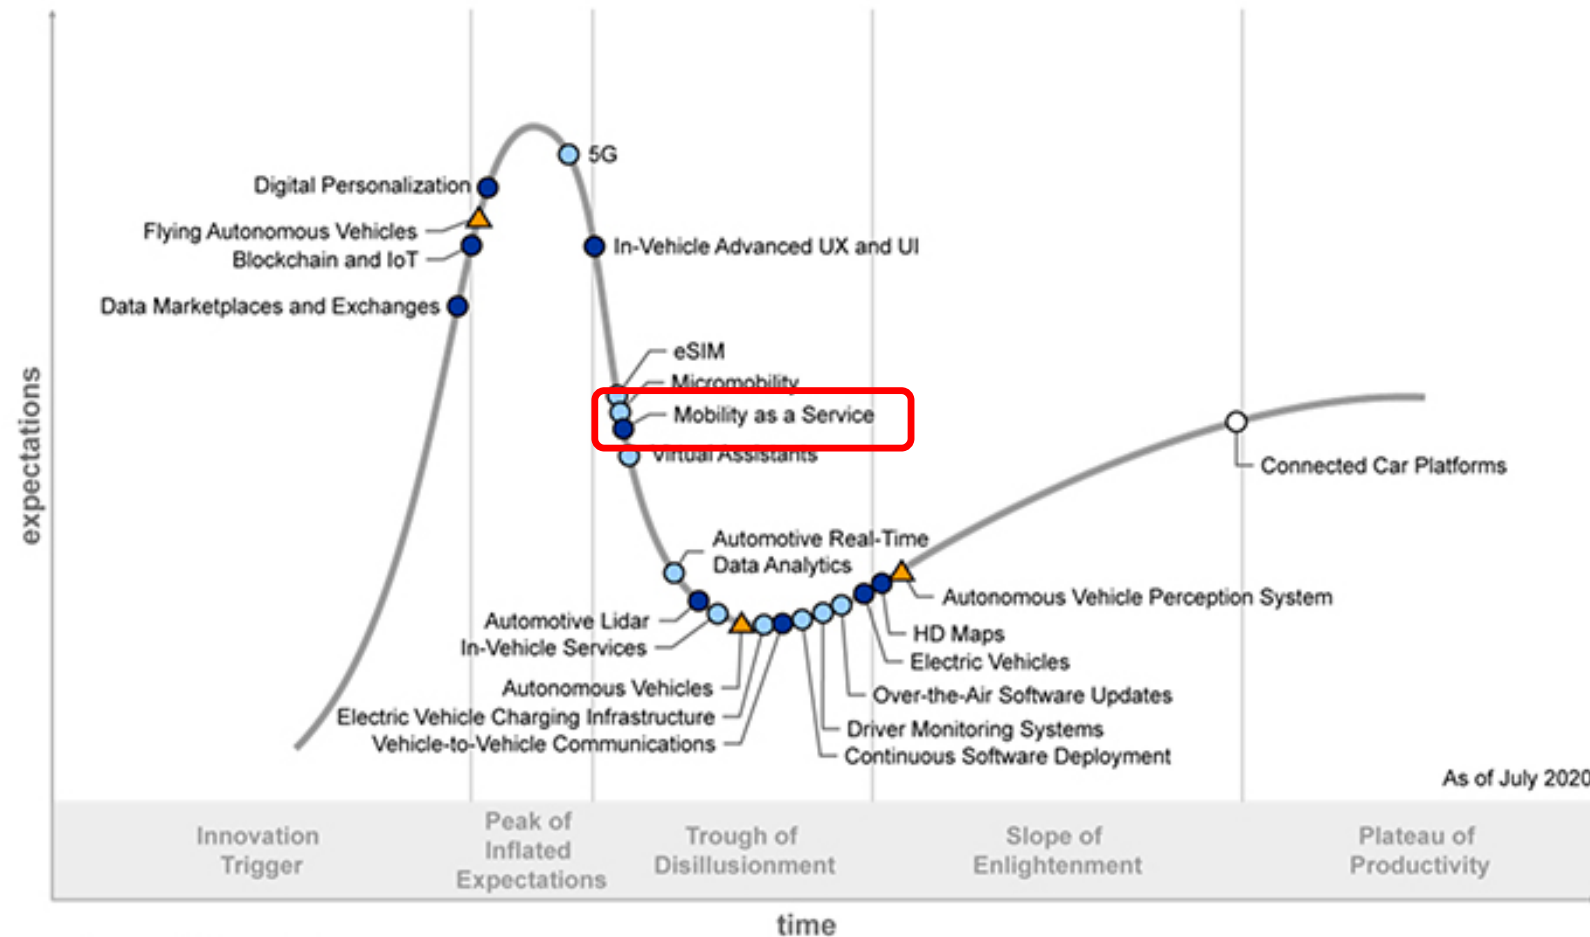 5G
Digital Personalization
Flying Autonomous Vehicles
Blockchain and IoT
In-Vehicle Advanced UX and UI
Data Marketplaces and Exchanges
eSIM
Micromobility
Mobility as a Service
Virtual Assistants
expectations
Connected Car Platforms
Automotive Real-Time
Data Analytics
Autonomous Vehicle Perception System
Automotive Lidar
HD Maps
In-Vehicle Services
Electric Vehicles
Autonomous Vehicles
Over-the-Air Software Updates
Electric Vehicle Charging Infrastructure
Driver Monitoring Systems
Vehicle-to-Vehicle Communications
Continuous Software Deployment
As of July 2020
Innovation
Trigger
Peak of
Inflated
Expectations
Trough of
Disillusionment
Slope of
Enlightenment
Plateau of
Productivity
time